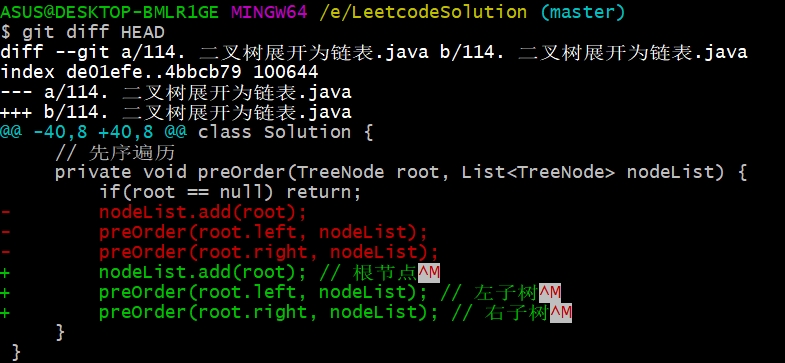 ASUS@DESKTOP-BMLR1GE MINGW64 /e/LeetcodeSolution (master)
$ git diff HEAD
diff --git a/114. 二叉树展开为链表.java b/114. 二叉树展开为链表.java
index de01efe..4bbcb79 100644
--- a/114. 二叉树展开为链表.java
+++ b/114. 二叉树展开为链表.java
@@ -40,8 +40,8 @@ class Solution {
     // 先序遍历
     private void preOrder(TreeNode root, List<TreeNode> nodeList) {
         if(root == null) return;
-        nodeList.add(root);
-        preOrder(root.left, nodeList);
-        preOrder(root.right, nodeList);
+        nodeList.add(root); // 根节点^M
+        preOrder(root.left, nodeList); // 左子树^M
+        preOrder(root.right, nodeList); // 右子树^M
     }
 }